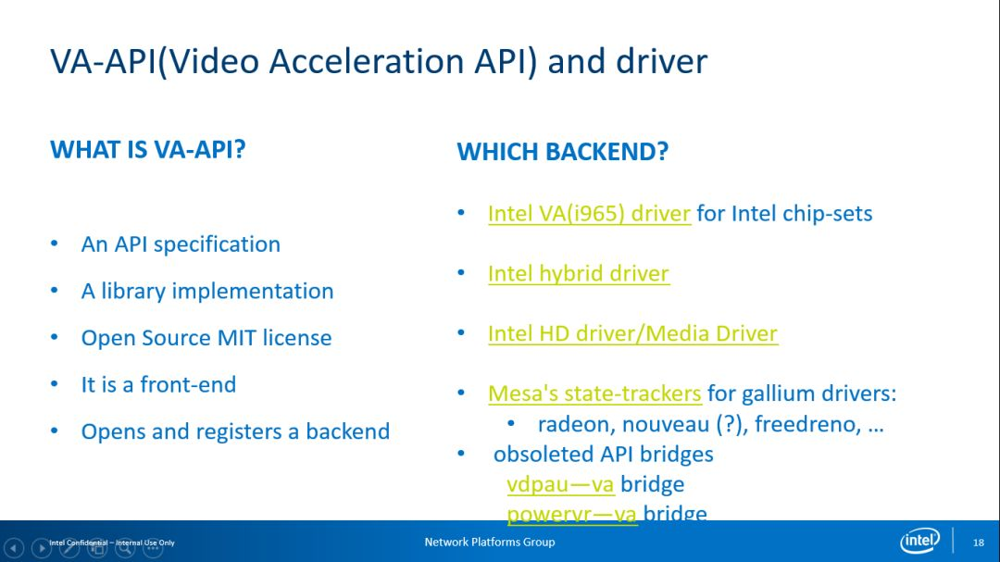 VA-API(Video Acceleration API) and driver
WHAT IS VA-API?
• An API specification
• A library implementation
• Open Source MIT license
• It is a front-end
• Opens and registers a backend
WHICH BACKEND?
• Intel VA(i965) driver for Intel chip-sets
• Intel hybrid driver
• Intel HD driver/Media Driver
• Mesa's state-trackers for gallium drivers:
• radeon, nouveau (?), freedreno, ...
• obsoleted API bridges
vdpau—va bridge
powervr—va bridge
Intel Confidential – Internal Use Only
Network Platforms Group
intel
18